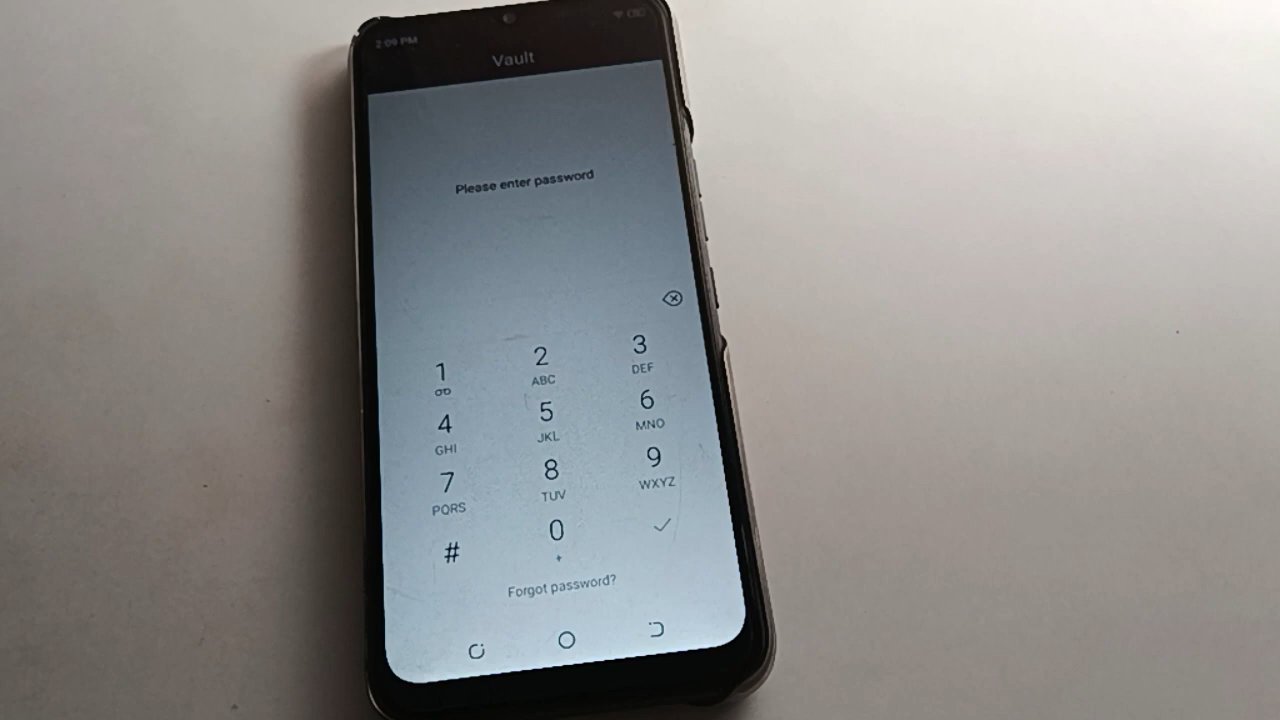 2:09 PM
Vault
Please enter password
1 2 3
ABC DEF
4 5 6
GHI JKL MNO
7 8 9
PQRS TUV WXYZ
# 0
+
Forgot password?